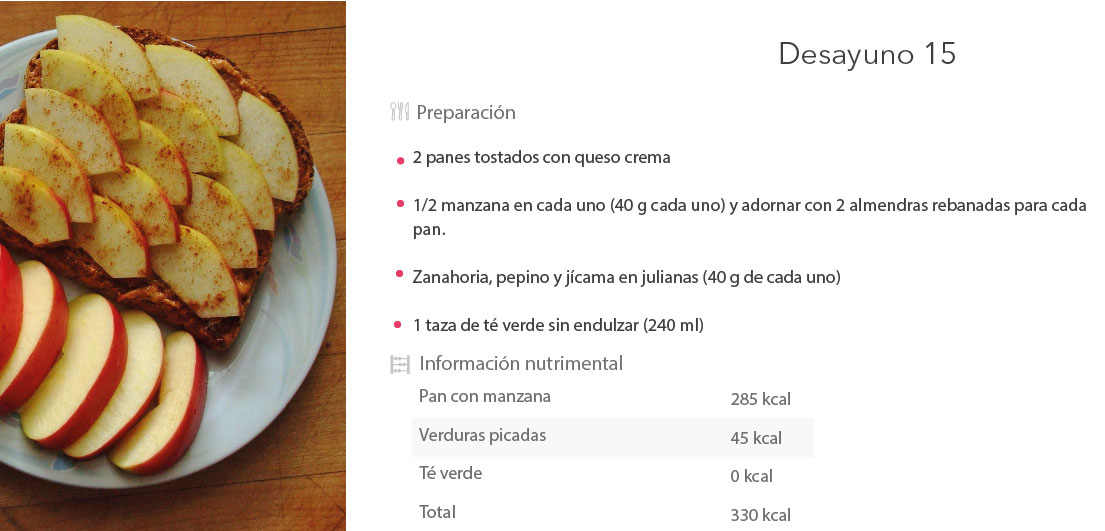 Desayuno 15
Preparación
2 panes tostados con queso crema
1/2 manzana en cada uno (40 g cada uno) y adornar con 2 almendras rebanadas para cada
pan.
Zanahoria, pepino y jícama en julianas (40 g de cada uno)
1 taza de té verde sin endulzar (240 ml)
Información nutrimental
Pan con manzana 285 kcal
Verduras picadas 45 kcal
Té verde 0 kcal
Total 330 kcal